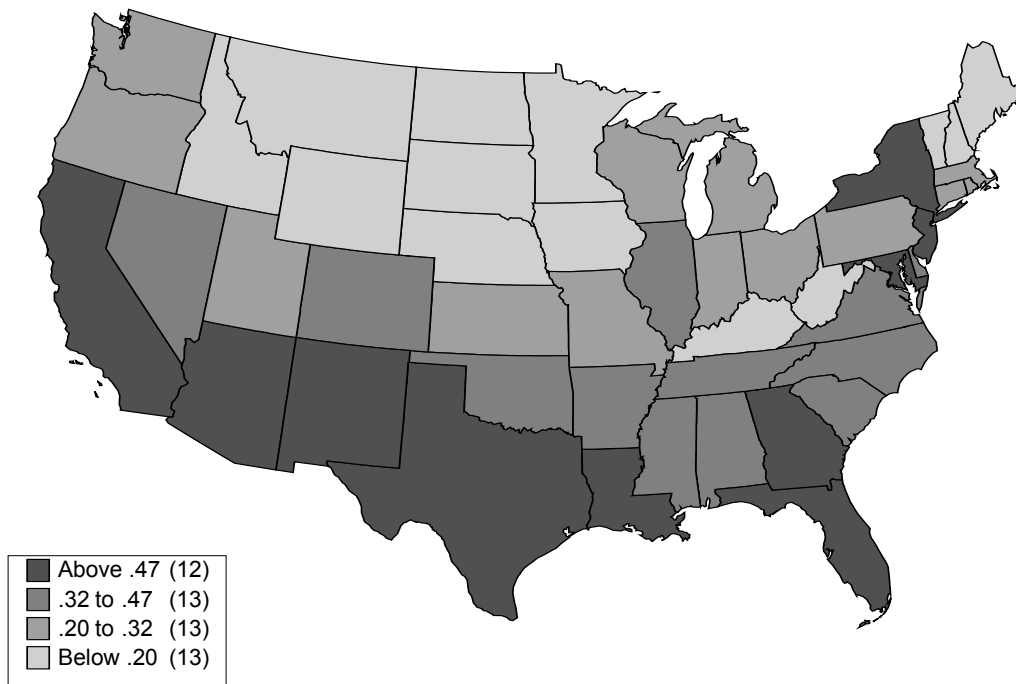 Above .47 (12)
.32 to .47 (13)
.20 to .32 (13)
Below .20 (13)